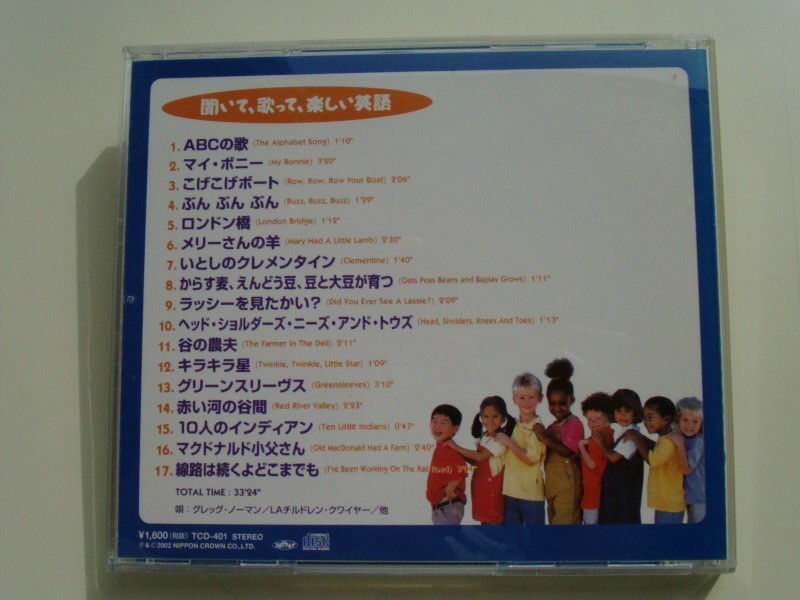 聞いて、歌って、楽しい英語
1. ABCの歌 (The Alphabet Song) 1'10"
2. マイ・ボニー (My Bonnie) 3'20"
3. こげこげボート (Row, Row, Row Your Boat) 2'06"
4. ぶん ぶん ぶん (Buzz, Buzz, Buzz) 1'29"
5. ロンドン橋 (London Bridge) 1'12"
6. メリーさんの羊 (Mary Had A Little Lamb) 2'30"
7. いとしのクレメンタイン (Clementine) 1'40"
8. からす麦、えんどう豆、豆と大豆が育つ (Oats Peas Beans and Baplay Grows) 1'11"
9. ラッシーを見たかい? (Did You Ever See A Lassie?) 2'09"
10. ヘッド・ショルダーズ・ニーズ・アンド・トゥズ (Head, Sholders, Knees And Toes) 1'13"
11. 谷の農夫 (The Farmer In The Dell) 2'11"
12. キラキラ星 (Twinkle, Twinkle, Little Star) 1'09"
13. グリーンスリーヴス (Greensleeves) 3'10"
14. 赤い河の谷間 (Red River Valley) 2'23"
15. 10人のインディアン (Ten Little Indians) 0'47"
16. マクドナルド小父さん (Old MacDonald Had A Farm) 2'40"
17. 線路は続くよどこまでも (I've Been Working On The Rail Road)
TOTAL TIME : 33'24"
唄:グレッグ・ノーマン/LAチルドレン・クワイヤー/他
¥1,600(税抜) TCD-401 STEREO
℗&© 2002 NIPPON CROWN CO.,LTD.